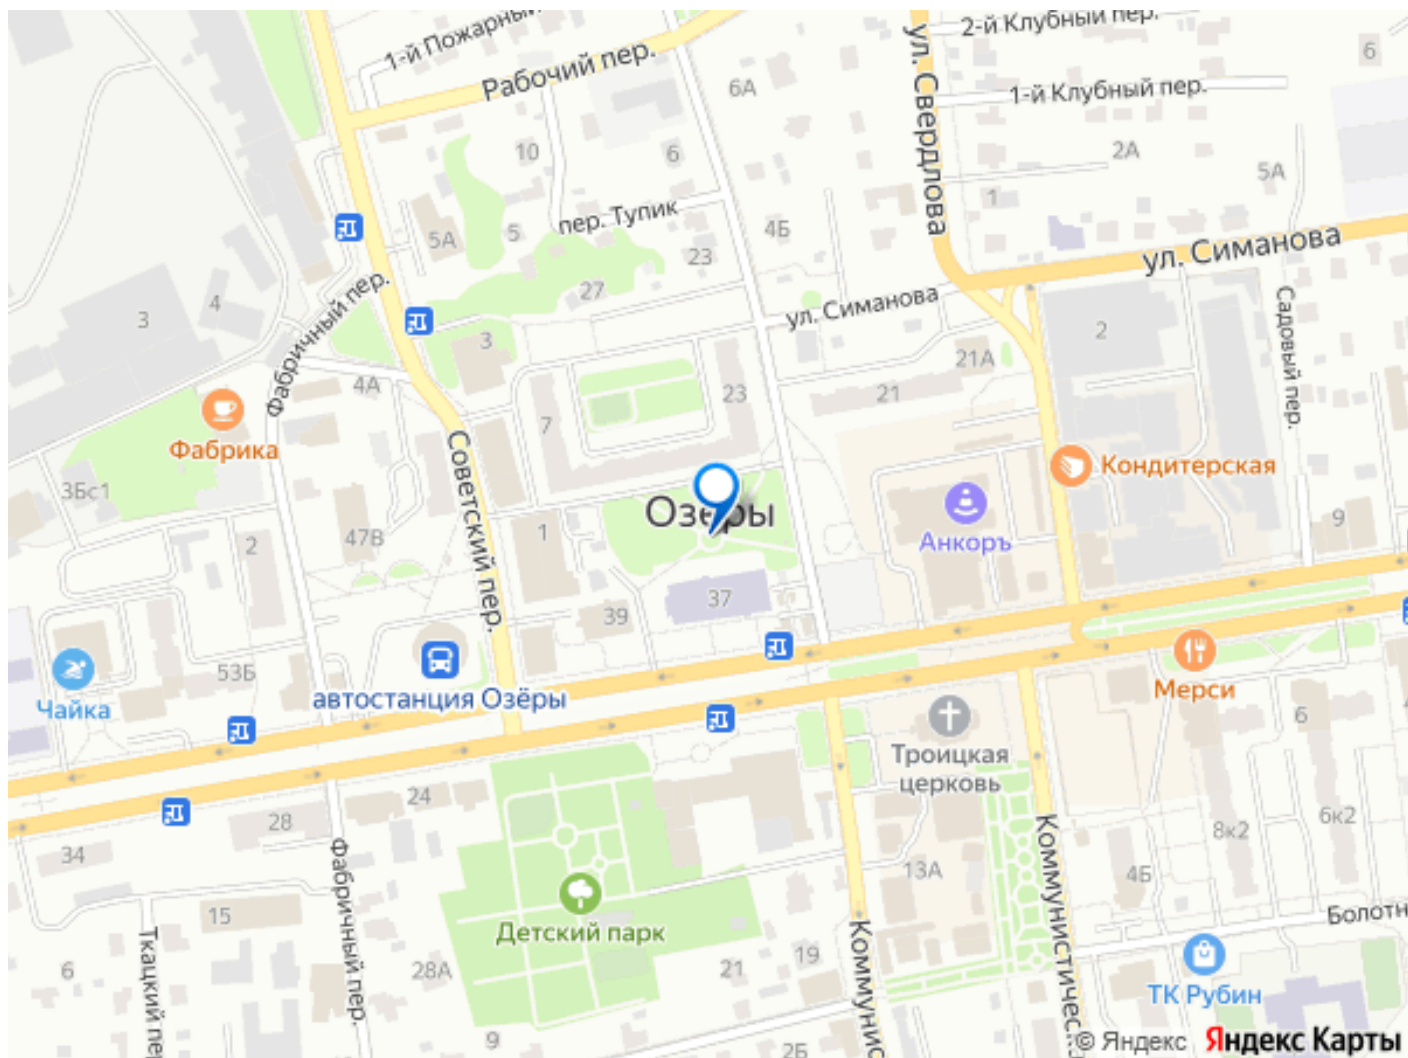 2-й Клубный пер.
1-й Пожарный
ул. Свердлова
6
Рабочий пер.
6А
1-й Клубный пер.
10
6
2А
5А
1
пер. Тупик
5А
5
4Б
23
ул. Симанова
27
4
3
Фабричный пер.
ул. Симанова
Садовый пер.
2
3
21А
4А
23
21
7
Фабрика
Советский пер.
Кондитерская
3Бс1
Озёры
Анкоръ
9
47В
1
2
37
39
53Б
Чайка
автостанция Озёры
Мерси
6
Троицкая
церковь
24
28
34
Фабричный пер.
Коммунистичес
8к2
6к2
13А
4Б
15
Болотн
Детский парк
Ткацкий пе
Коммунис
6
28А
21
19
ТК Рубин
9
2Б
© Яндекс Яндекс Карты